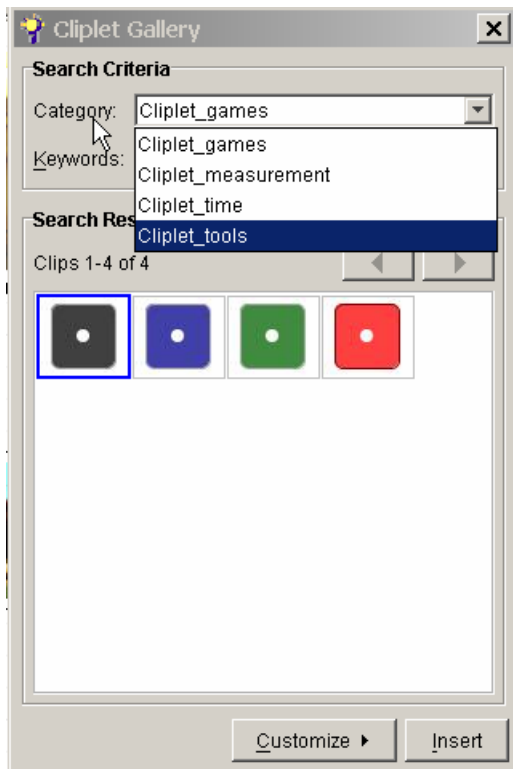 Cliplet Gallery
Search Criteria
Category: Cliplet_games
Cliplet_games
Keywords:
Cliplet_measurement
Cliplet_time
Search Res
Cliplet_tools
Clips 1-4 of 4
Customize
Insert